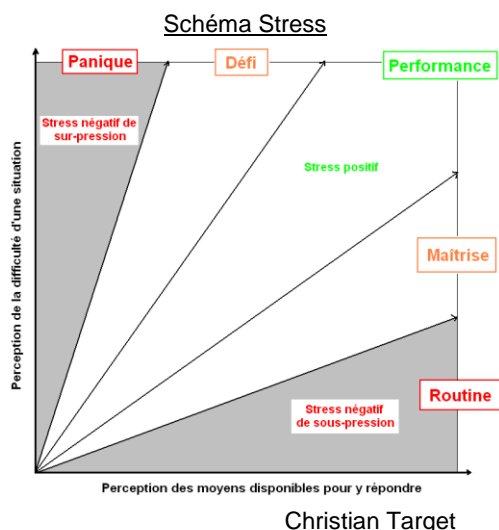 Schéma Stress
Panique
Défi
Performance
Stress négatif de
sur-pression
Stress positif
Perception de la difficulté d'une situation
Maîtrise
Routine
Stress négatif
de sous-pression
Perception des moyens disponibles pour y répondre
Christian Target